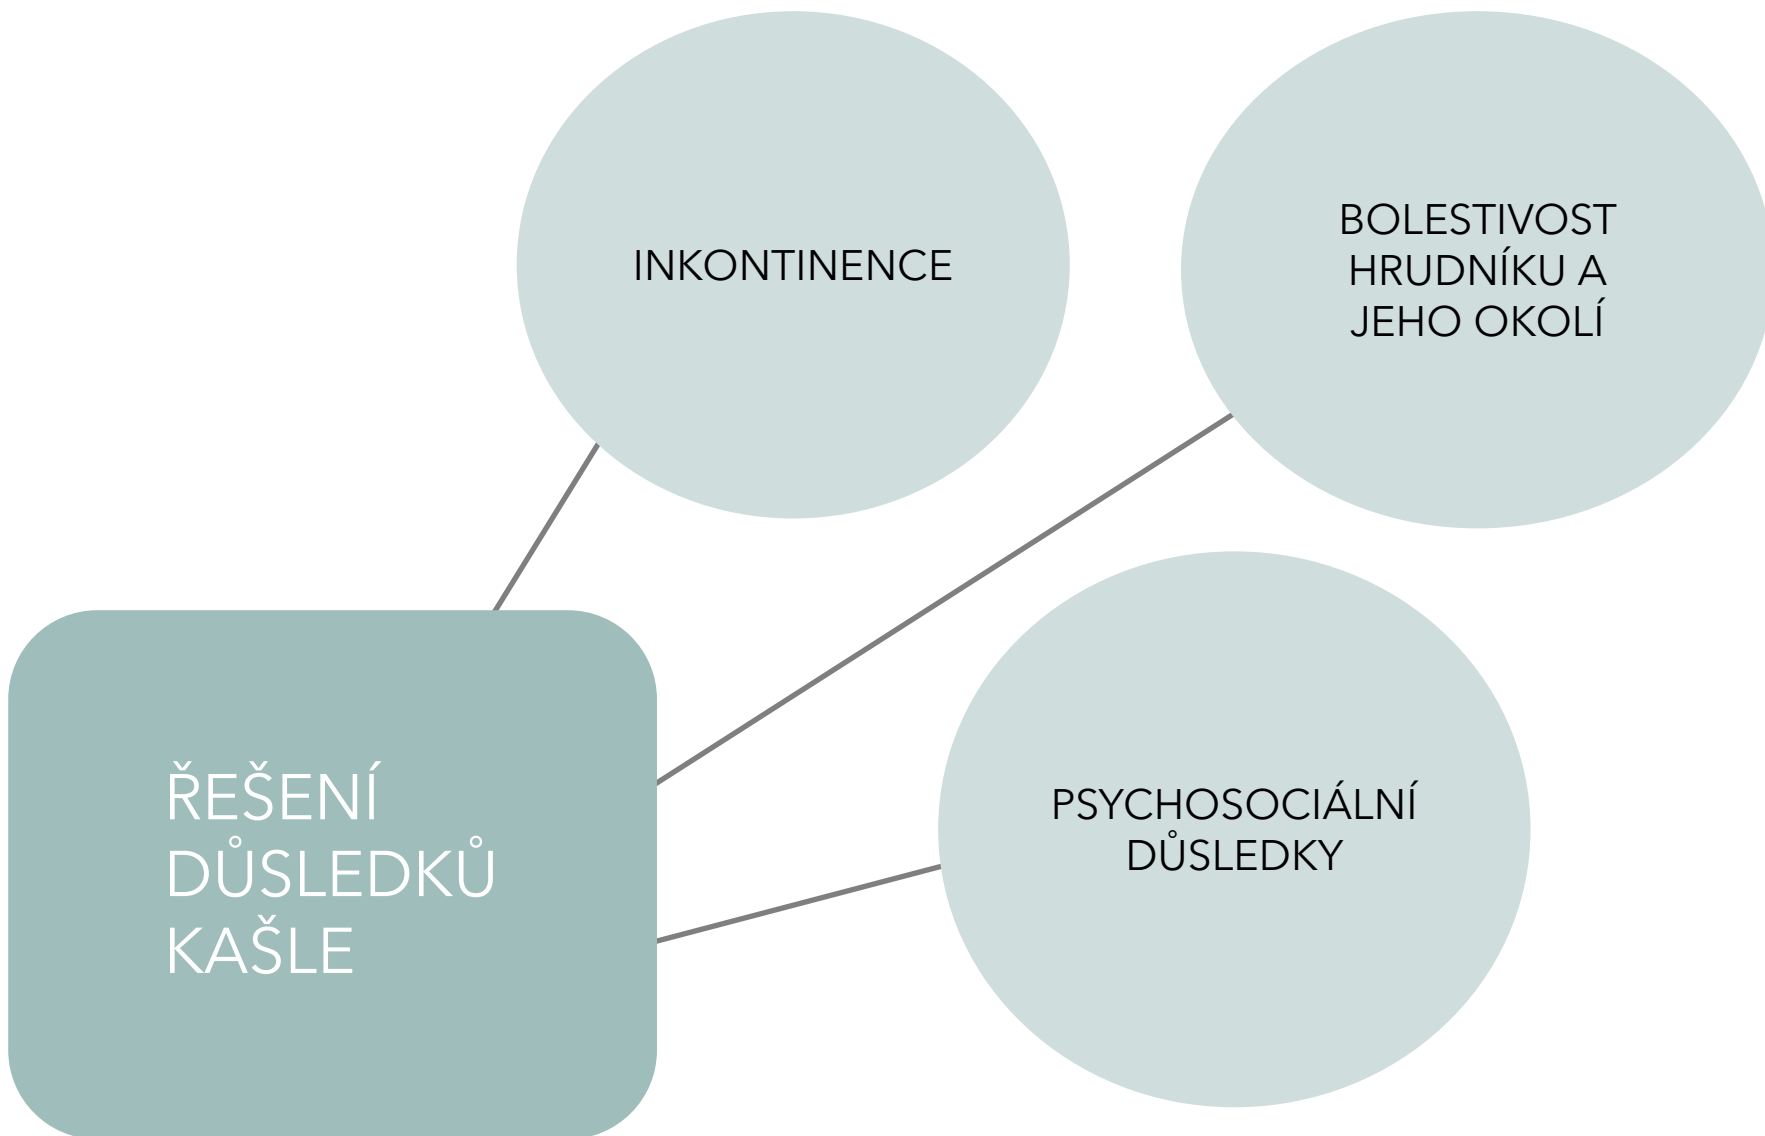 INKONTINENCE
BOLESTIVOST
HRUDNÍKU A
JEHO OKOLÍ
PSYCHOSOCIÁLNÍ
DŮSLEDKY
ŘEŠENÍ
DŮSLEDKŮ
KAŠLE